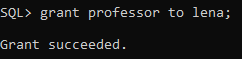 SQL> grant professor to lena;
Grant succeeded.